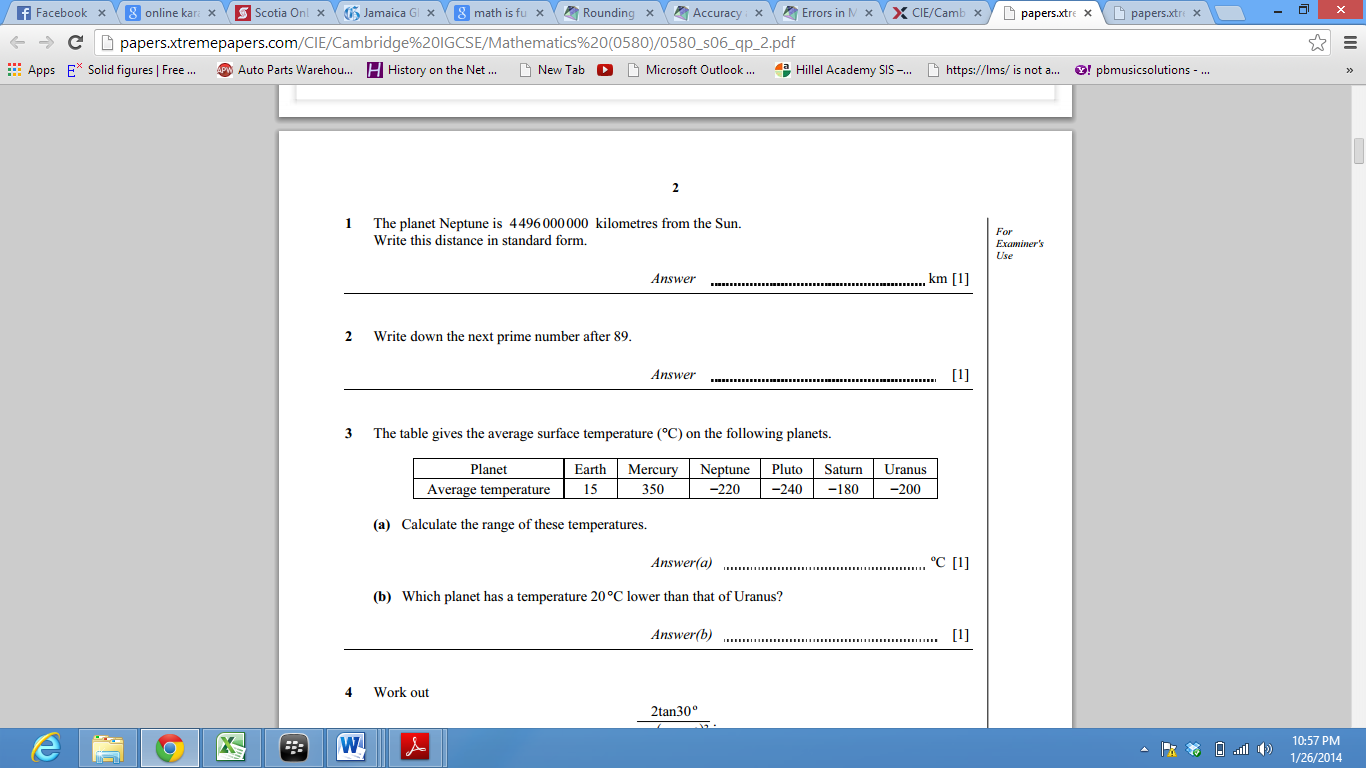 Facebook
online kara
Scotia Onl
Jamaica Gl
math is fu
Rounding
Accuracy
Errors in M
CIE/Camb
papers.xtre
papers.xtre
papers.xtremepapers.com/CIE/Cambridge%20IGCSE/Mathematics%20(0580)/0580_s06_qp_2.pdf
Apps
Solid figures | Free ...
Auto Parts Warehou...
History on the Net ...
New Tab
Microsoft Outlook ...
Hillel Academy SIS –...
https://lms/ is not a...
pbmusicsolutions - ...
»
2
1 The planet Neptune is 4 496 000 000 kilometres from the Sun.
Write this distance in standard form.
For
Examiner's
Use
Answer ........................................ km [1]
2 Write down the next prime number after 89.
Answer ........................................ [1]
3 The table gives the average surface temperature (°C) on the following planets.
Planet Earth Mercury Neptune Pluto Saturn Uranus
Average temperature 15 350 −220 −240 −180 −200
(a) Calculate the range of these temperatures.
Answer(a) ........................................ °C [1]
(b) Which planet has a temperature 20 °C lower than that of Uranus?
Answer(b) ........................................ [1]
4 Work out
2tan30°
10:57 PM
1/26/2014